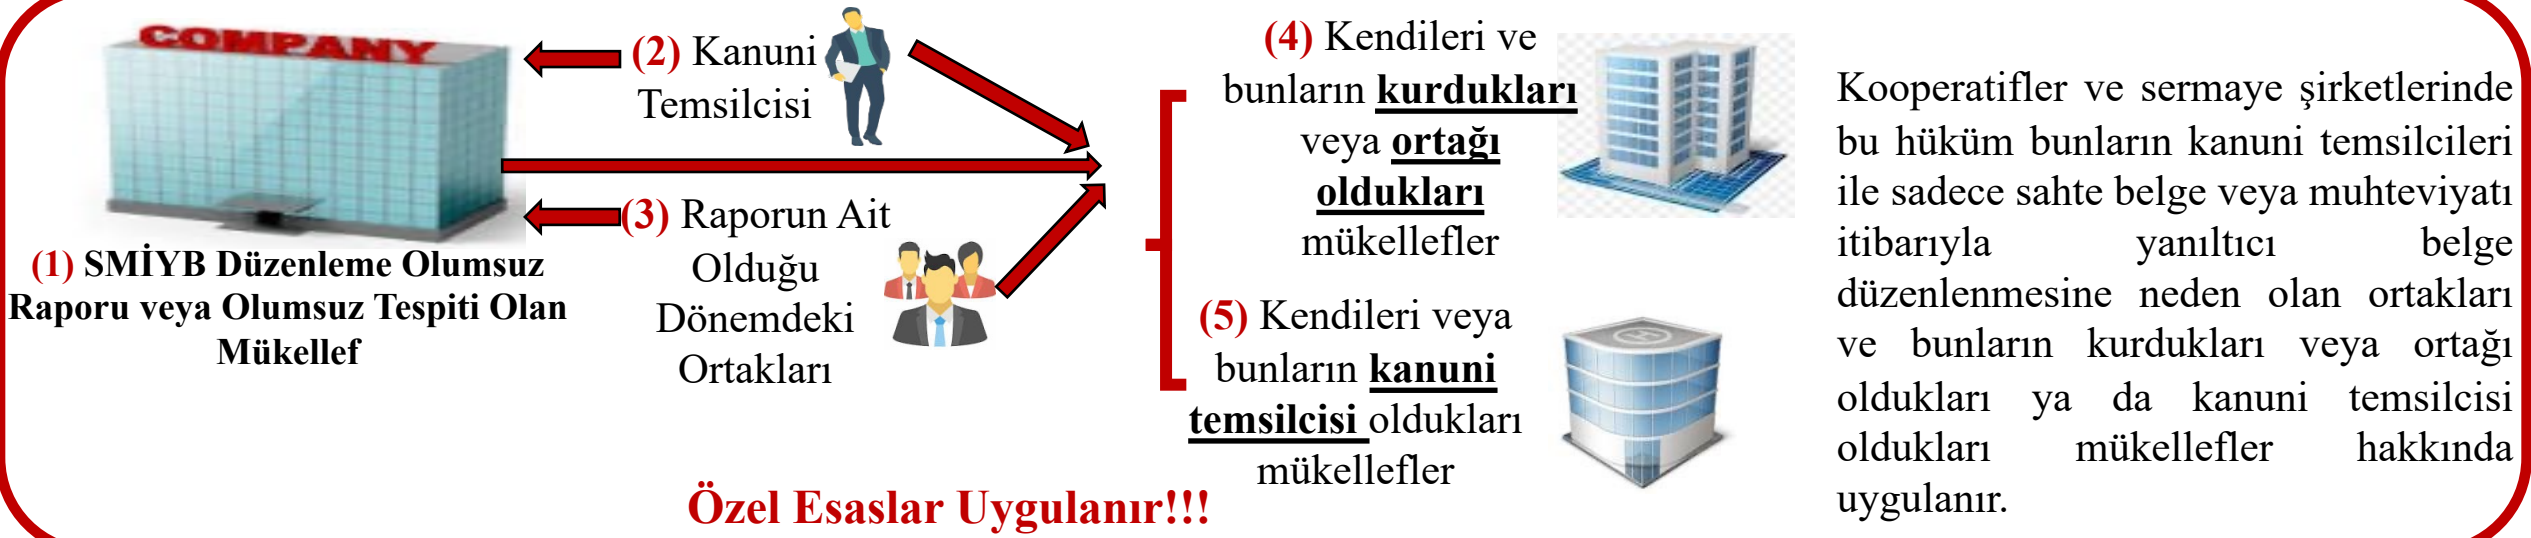 COMPANY
(1) SMİYB Düzenleme Olumsuz
Raporu veya Olumsuz Tespiti Olan
Mükellef
(2) Kanuni
Temsilcisi
(3) Raporun Ait
Olduğu
Dönemdeki
Ortakları
(4) Kendileri ve
bunların kurdukları
veya ortağı
oldukları
mükellefler
(5) Kendileri veya
bunların kanuni
temsilcisi oldukları
mükellefler
Özel Esaslar Uygulanır!!!
Kooperatifler ve sermaye şirketlerinde
bu hüküm bunların kanuni temsilcileri
ile sadece sahte belge veya muhteviyatı
itibarıyla yanıltıcı belge
düzenlenmesine neden olan ortakları
ve bunların kurdukları veya ortağı
oldukları ya da kanuni temsilcisi
oldukları mükellefler hakkında
uygulanır.